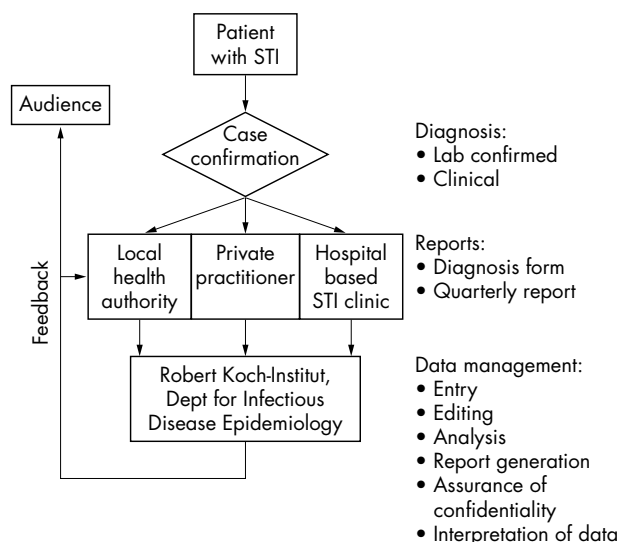 Patient
with STI
Audience
Case
confirmation
Diagnosis:
• Lab confirmed
• Clinical
Local
health
authority
Private
practitioner
Hospital
based
STI clinic
Reports:
• Diagnosis form
• Quarterly report
Feedback
Robert Koch-Institut,
Dept for Infectious
Disease Epidemiology
Data management:
• Entry
• Editing
• Analysis
• Report generation
• Assurance of
confidentiality
• Interpretation of data